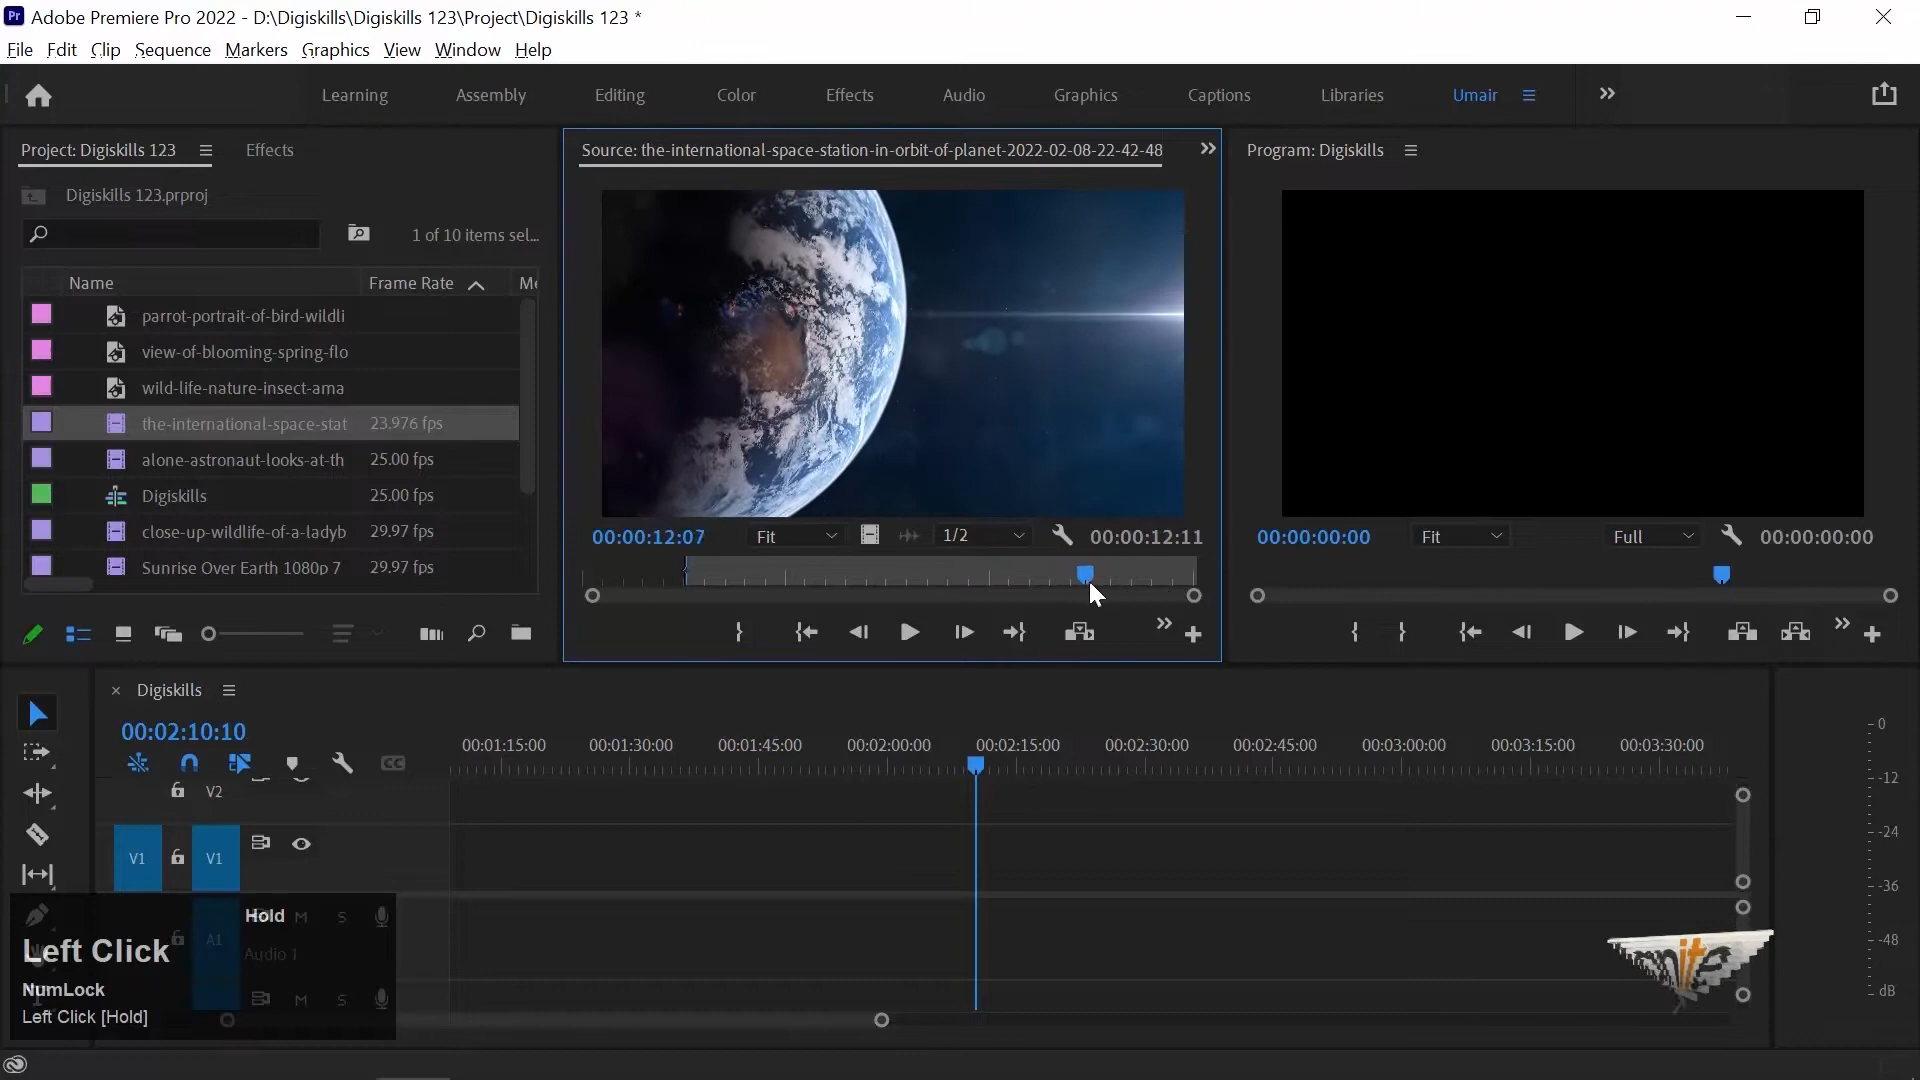 Pr Adobe Premiere Pro 2022 - D:\Digiskills\Digiskills 123\Project\Digiskills 123 *
File Edit Clip Sequence Markers Graphics View Window Help
Learning Assembly Editing Color Effects Audio Graphics Captions Libraries Umair
Project: Digiskills 123 Effects
Digiskills 123.prproj
1 of 10 items sel...
Name Frame Rate Me
parrot-portrait-of-bird-wildli
view-of-blooming-spring-flo
wild-life-nature-insect-ama
the-international-space-stat 23.976 fps
alone-astronaut-looks-at-th 25.00 fps
Digiskills 25.00 fps
close-up-wildlife-of-a-ladyb 29.97 fps
Sunrise Over Earth 1080p 7 29.97 fps
Source: the-international-space-station-in-orbit-of-planet-2022-02-08-22-42-48
00:00:12:07 Fit 1/2 00:00:12:11
Program: Digiskills
00:00:00:00 Fit Full 00:00:00:00
× Digiskills
00:02:10:10
CC
00:01:15:00 00:01:30:00 00:01:45:00 00:02:00:00 00:02:15:00 00:02:30:00 00:02:45:00 00:03:00:00 00:03:15:00 00:03:30:00
V2
V1 V1
A1 M S
Audio 1
M S
Hold
Left Click
NumLock
Left Click [Hold]
0
-12
-24
-36
-48
dB